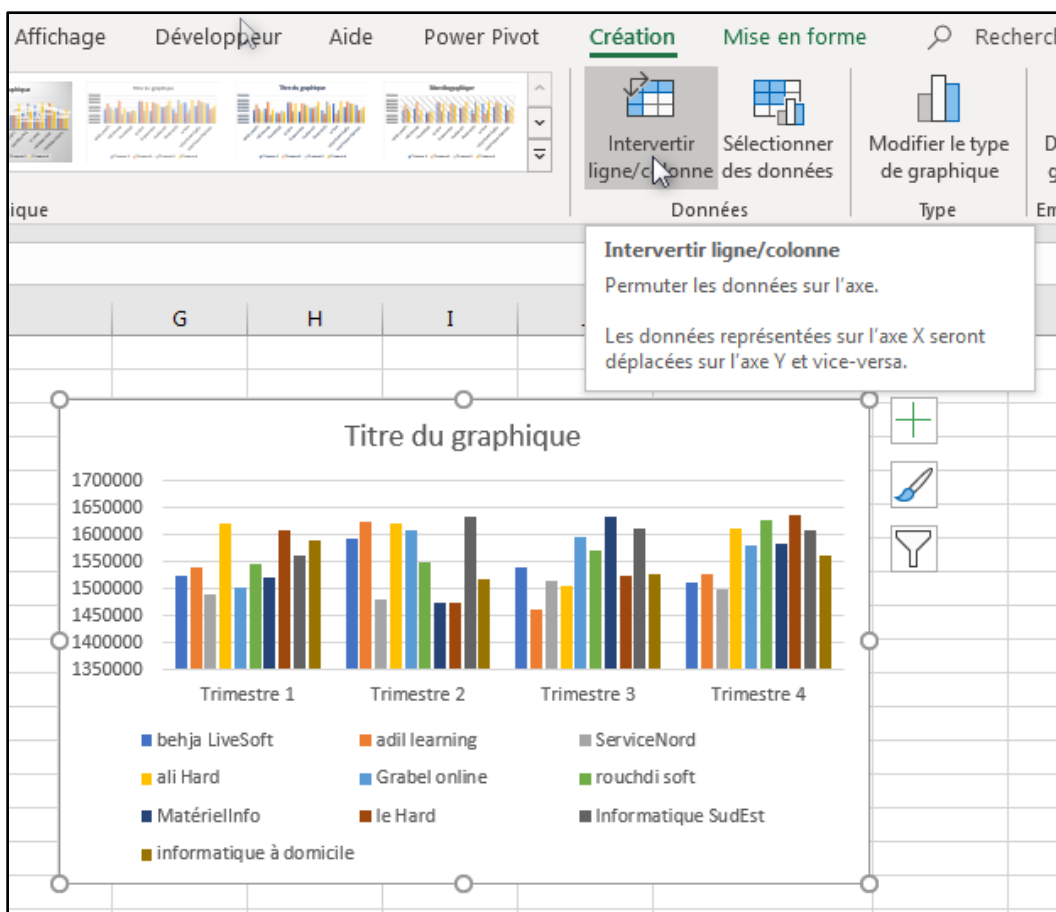 Affichage Développeur Aide Power Pivot Création Mise en forme Recherch
Titre du graphique
Intervertir
ligne/colonne
Sélectionner
des données
Modifier le type
de graphique
D
g
ique
Données
Type
Em
Intervertir ligne/colonne
Permuter les données sur l'axe.
Les données représentées sur l'axe X seront
déplacées sur l'axe Y et vice-versa.
G H I
Titre du graphique
1700000
1650000
1600000
1550000
1500000
1450000
1400000
1350000
Trimestre 1 Trimestre 2 Trimestre 3 Trimestre 4
behja LiveSoft adil learning ServiceNord
ali Hard Grabel online rouchdi soft
MatérielInfo le Hard Informatique SudEst
informatique à domicile